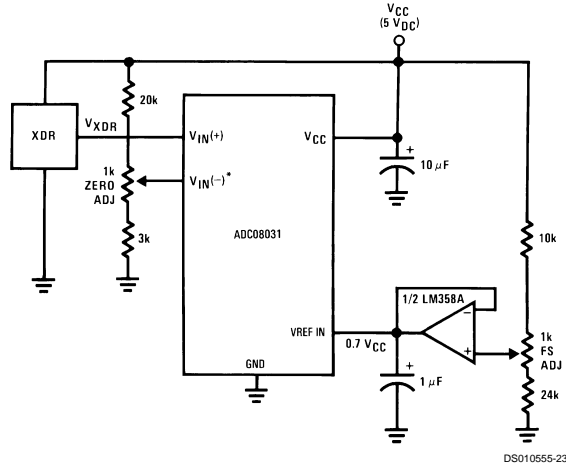 VCC
(5 VDC)
20k
XDR
VXDR
VIN(+)
VCC
+
10 µF
1k
ZERO
ADJ
VIN(−)*
ADC08031
3k
10k
1/2 LM358A
−
+
VREF IN
0.7 VCC
1k
FS
ADJ
+
1 µF
GND
24k
DS010555-23